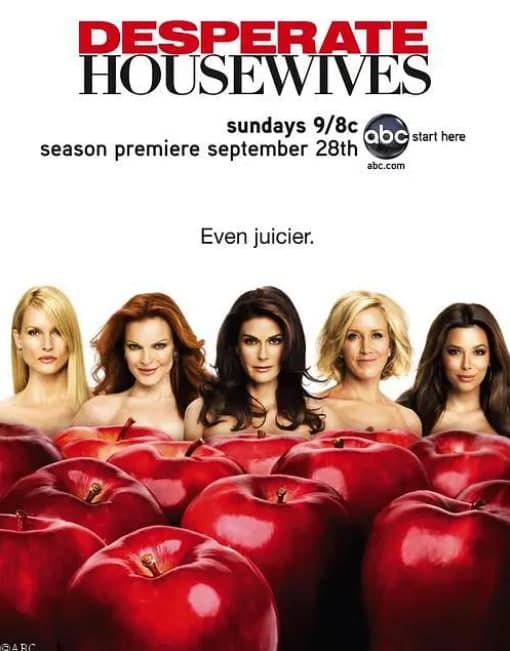 DESPERATE
HOUSEWIVES
sundays 9/8c
season premiere september 28th
abc start here
abc.com
Even juicier.
@ABC